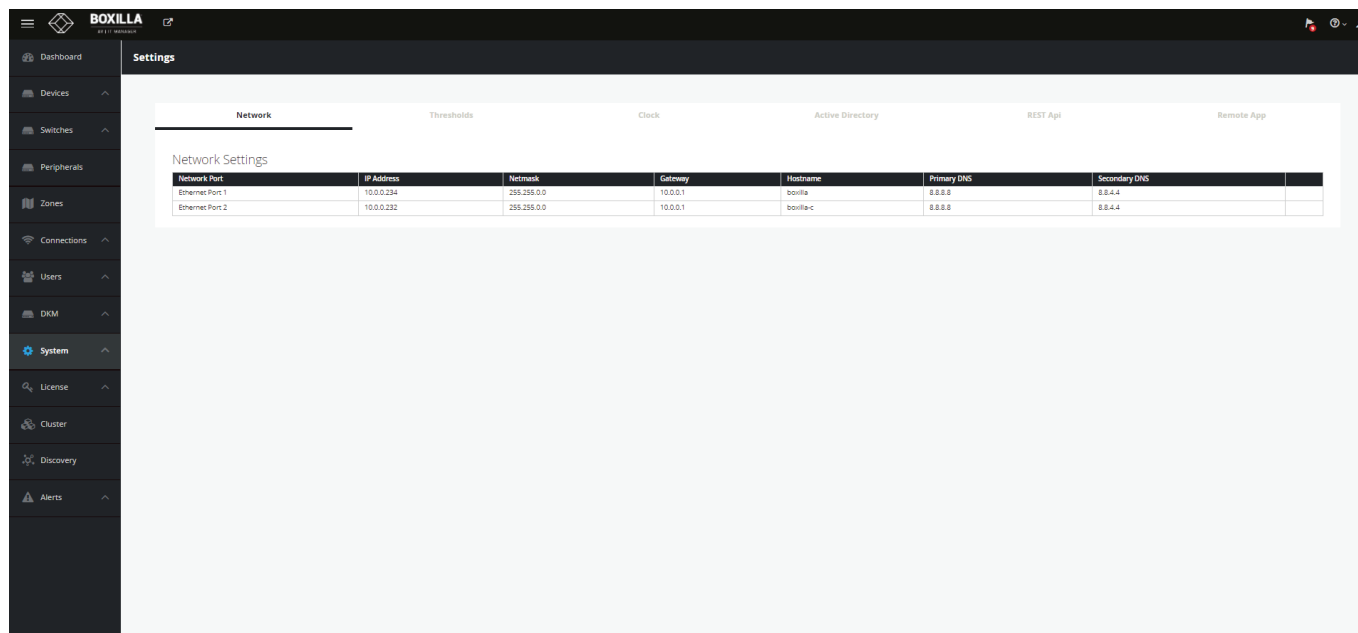 BOXILLA
Dashboard
Settings
Devices
Switches
Peripherals
Zones
Connections
Users
DKM
System
License
Cluster
Discovery
Alerts
Network Thresholds Clock Active Directory REST Api Remote App
Network Settings
Network Port IP Address Netmask Gateway Hostname Primary DNS Secondary DNS
Ethernet Port 1 10.0.0.234 255.255.0.0 10.0.0.1 boxilla 8.8.8.8 8.8.4.4
Ethernet Port 2 10.0.0.232 255.255.0.0 10.0.0.1 boxilla-c 8.8.8.8 8.8.4.4